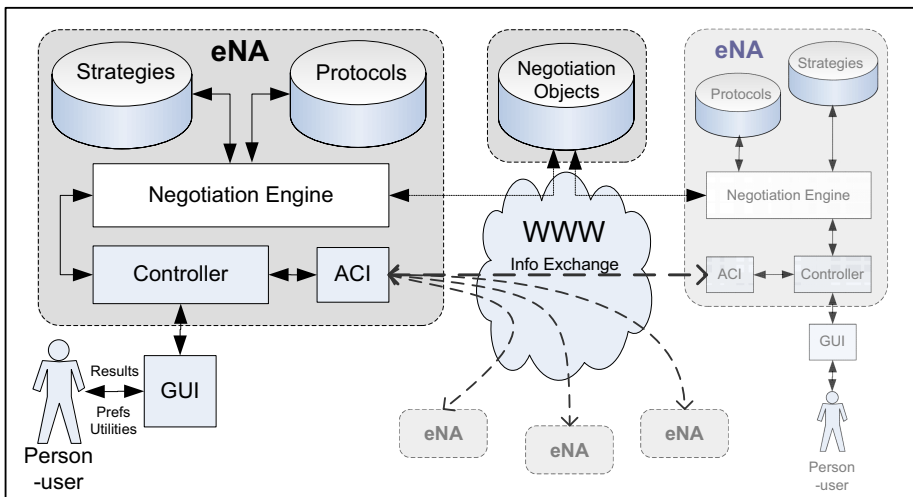 eNA
Strategies
Protocols
Negotiation Engine
Controller
ACI
GUI
Results
Prefs
Utilities
Person
-user
Negotiation
Objects
WWW
Info Exchange
eNA
eNA
eNA
eNA
Strategies
Protocols
Negotiation Engine
ACI
Controller
GUI
Person
-user